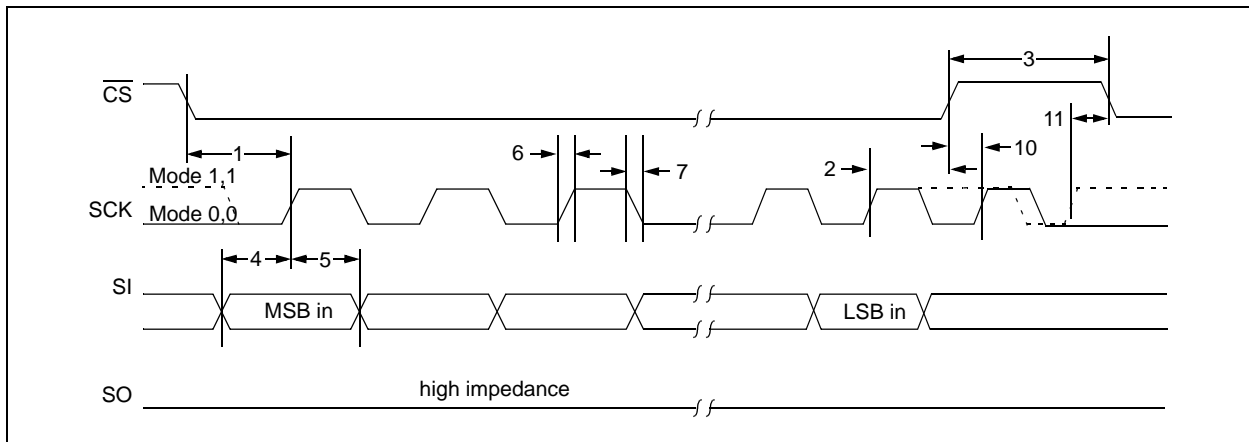 3
CS
11
1
6
7
2
10
Mode 1,1
SCK
Mode 0,0
4
5
SI
MSB in
LSB in
SO
high impedance